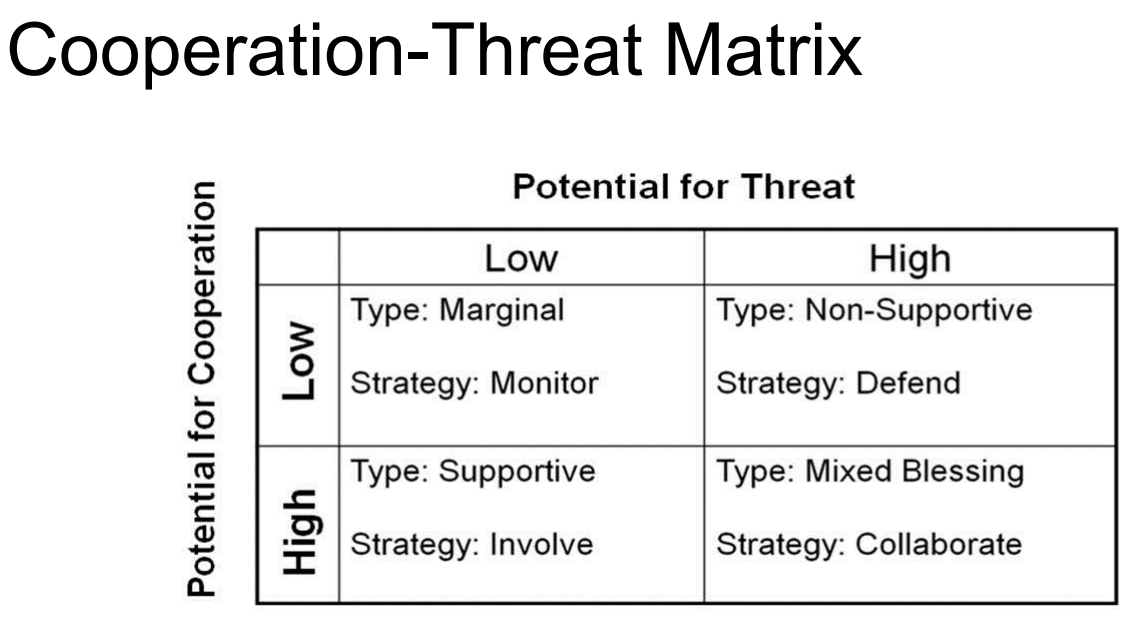 Cooperation-Threat Matrix
Potential for Threat
Potential for Cooperation
Low
High
Low
Type: Marginal
Strategy: Monitor
Type: Non-Supportive
Strategy: Defend
High
Type: Supportive
Strategy: Involve
Type: Mixed Blessing
Strategy: Collaborate